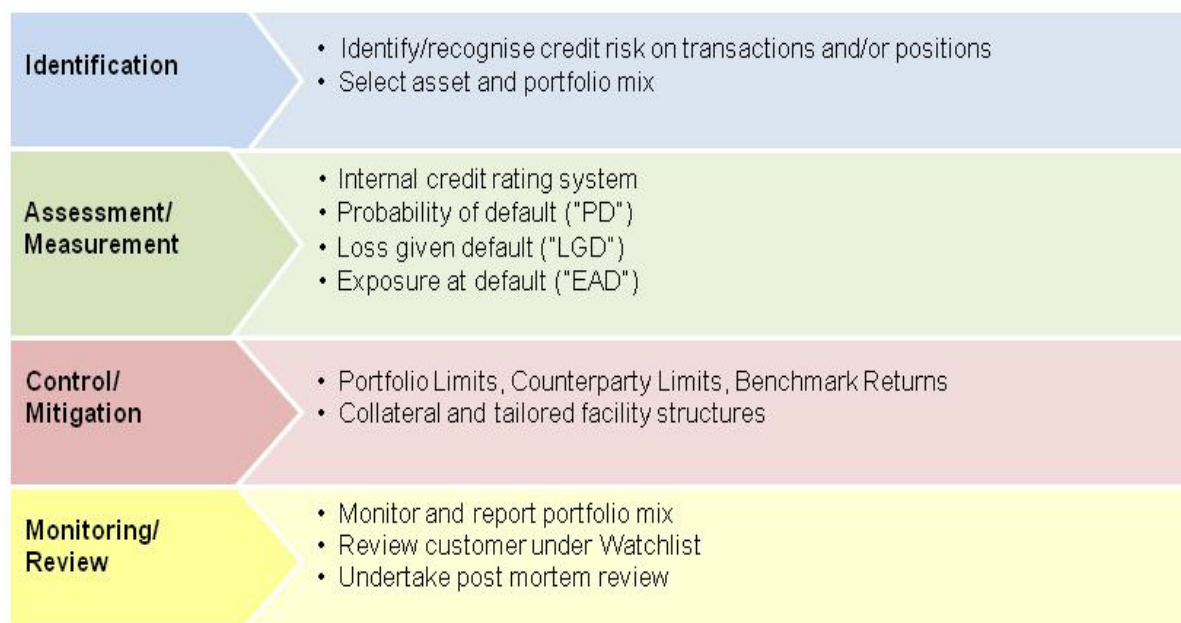 Identification
• Identify/recognise credit risk on transactions and/or positions
• Select asset and portfolio mix
Assessment/
Measurement
• Internal credit rating system
• Probability of default ("PD")
• Loss given default ("LGD")
• Exposure at default ("EAD")
Control/
Mitigation
• Portfolio Limits, Counterparty Limits, Benchmark Returns
• Collateral and tailored facility structures
Monitoring/
Review
• Monitor and report portfolio mix
• Review customer under Watchlist
• Undertake post mortem review